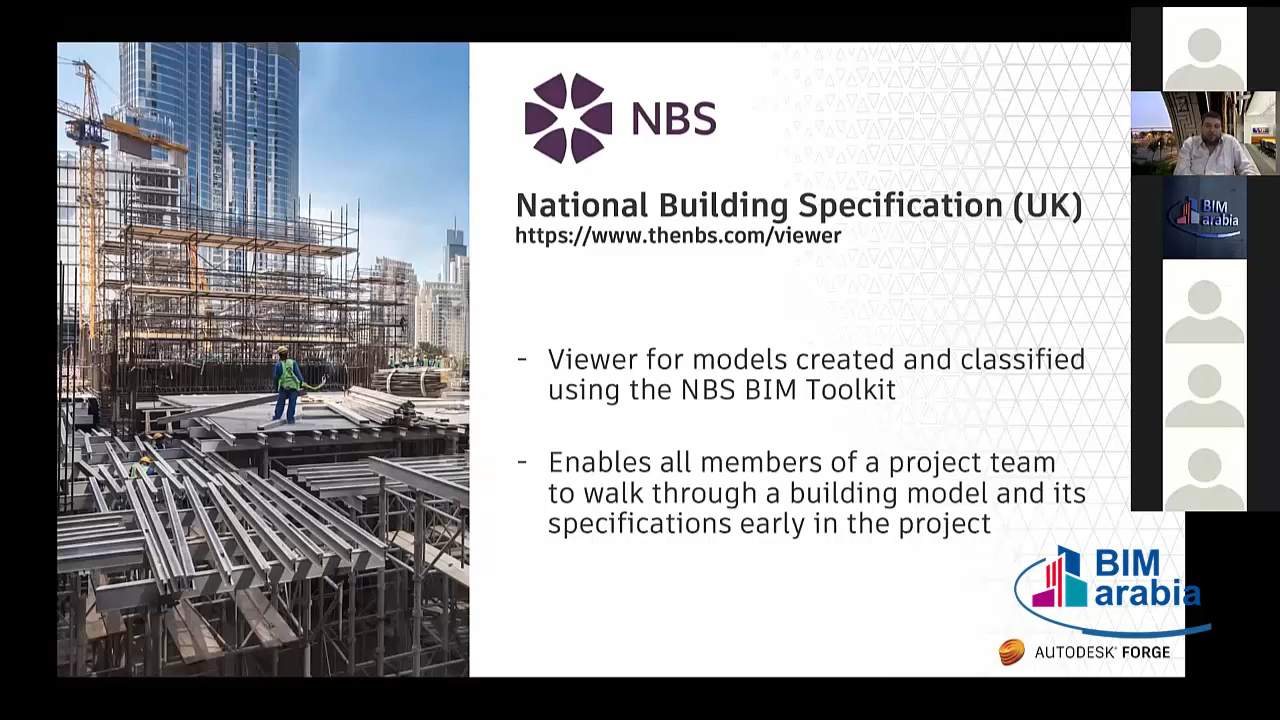 NBS
National Building Specification (UK)
https://www.thenbs.com/viewer
- Viewer for models created and classified
using the NBS BIM Toolkit
- Enables all members of a project team
to walk through a building model and its
specifications early in the project
BIM
arabia
BIM
arabia
AUTODESK® FORGE